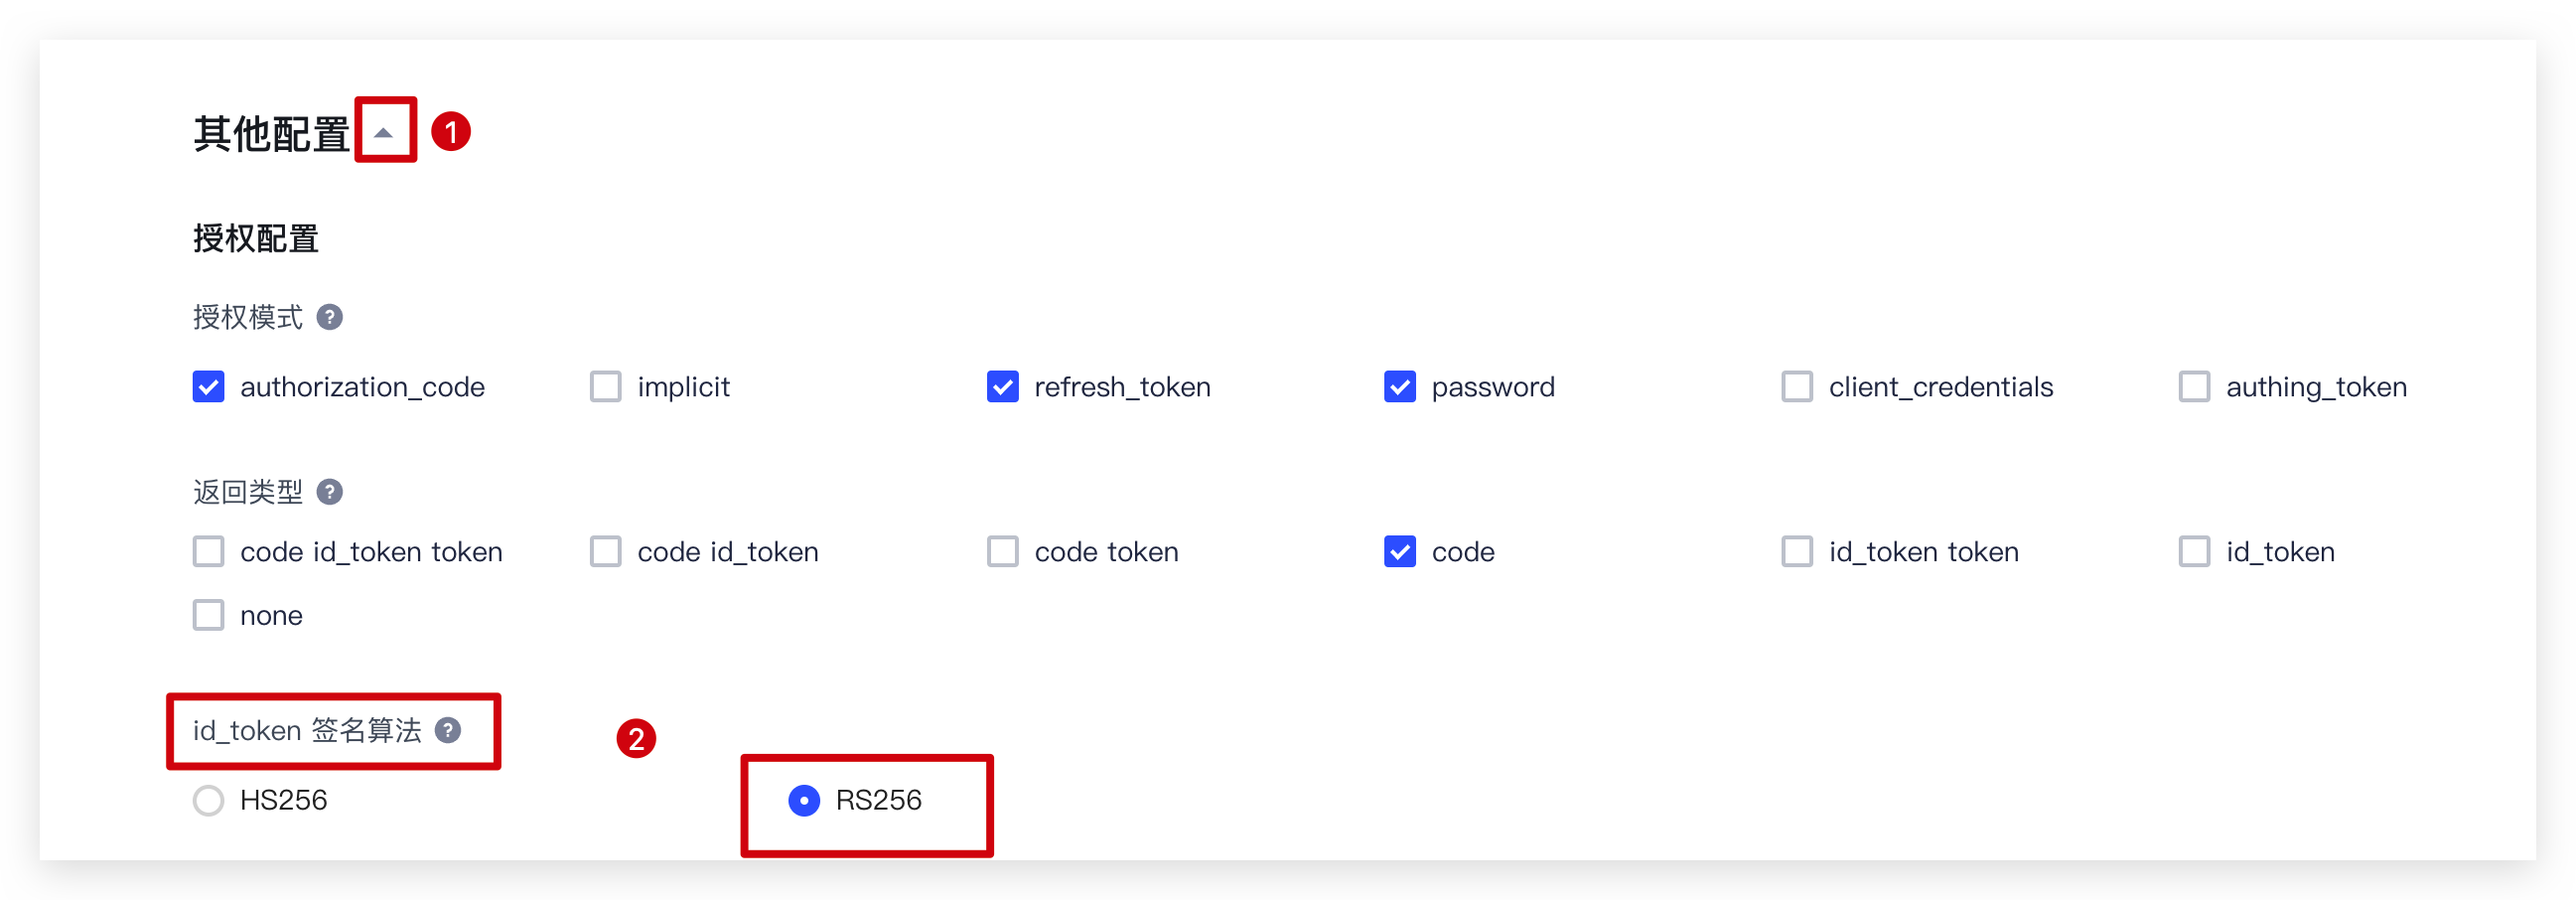 其他配置 1
授权配置
授权模式 ?
authorization_code implicit refresh_token password client_credentials authing_token
返回类型 ?
code id_token token code id_token code token code id_token token id_token
none
id_token 签名算法 ? 2
HS256 RS256